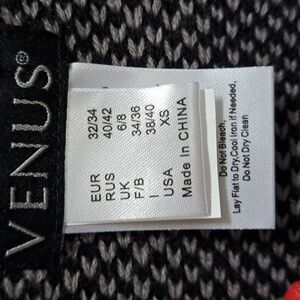 VENUS®
EUR 32/34
RUS 40/42
UK 6/8
F/B 34/36
I 38/40
USA XS
Made In CHINA
Do Not Bleach,
Lay Flat to Dry,Cool Iron if Needed,
Do Not Dry Clean